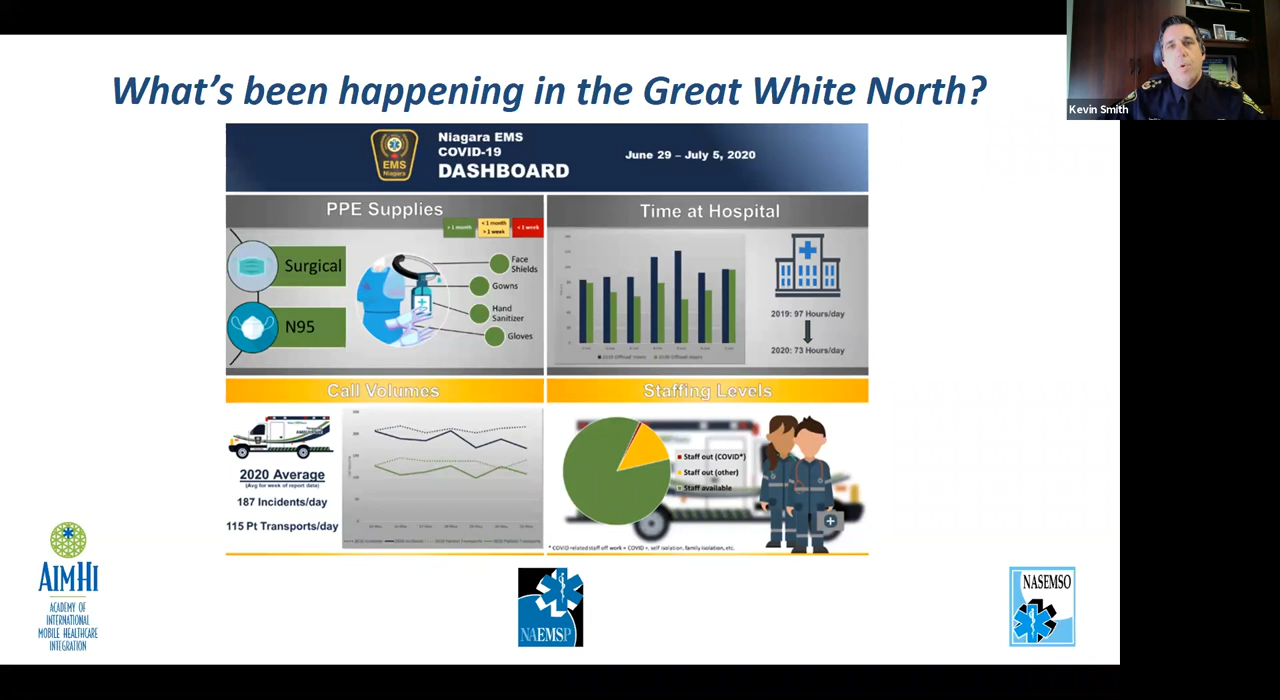 What's been happening in the Great White North?
Kevin Smith
EMS
Niagara
Niagara EMS
COVID-19
DASHBOARD
June 29 – July 5, 2020
PPE Supplies
< 1 month
> 1 week
< 1 week
Surgical
N95
Face
Shields
Gowns
Hand
Sanitizer
Gloves
Time at Hospital
2019: 97 Hours/day
2020: 73 Hours/day
Call Volumes
2020 Average
(Avg for week of report data)
187 Incidents/day
115 Pt Transports/day
Staffing Levels
Staff out (COVID*)
Staff out (other)
Staff available
* COVID related staff off work = COVID +, self isolation, family isolation, etc.
AIMHI
ACADEMY OF
INTERNATIONAL
MOBILE HEALTHCARE
INTEGRATION
NAEMSP
NASEMSO